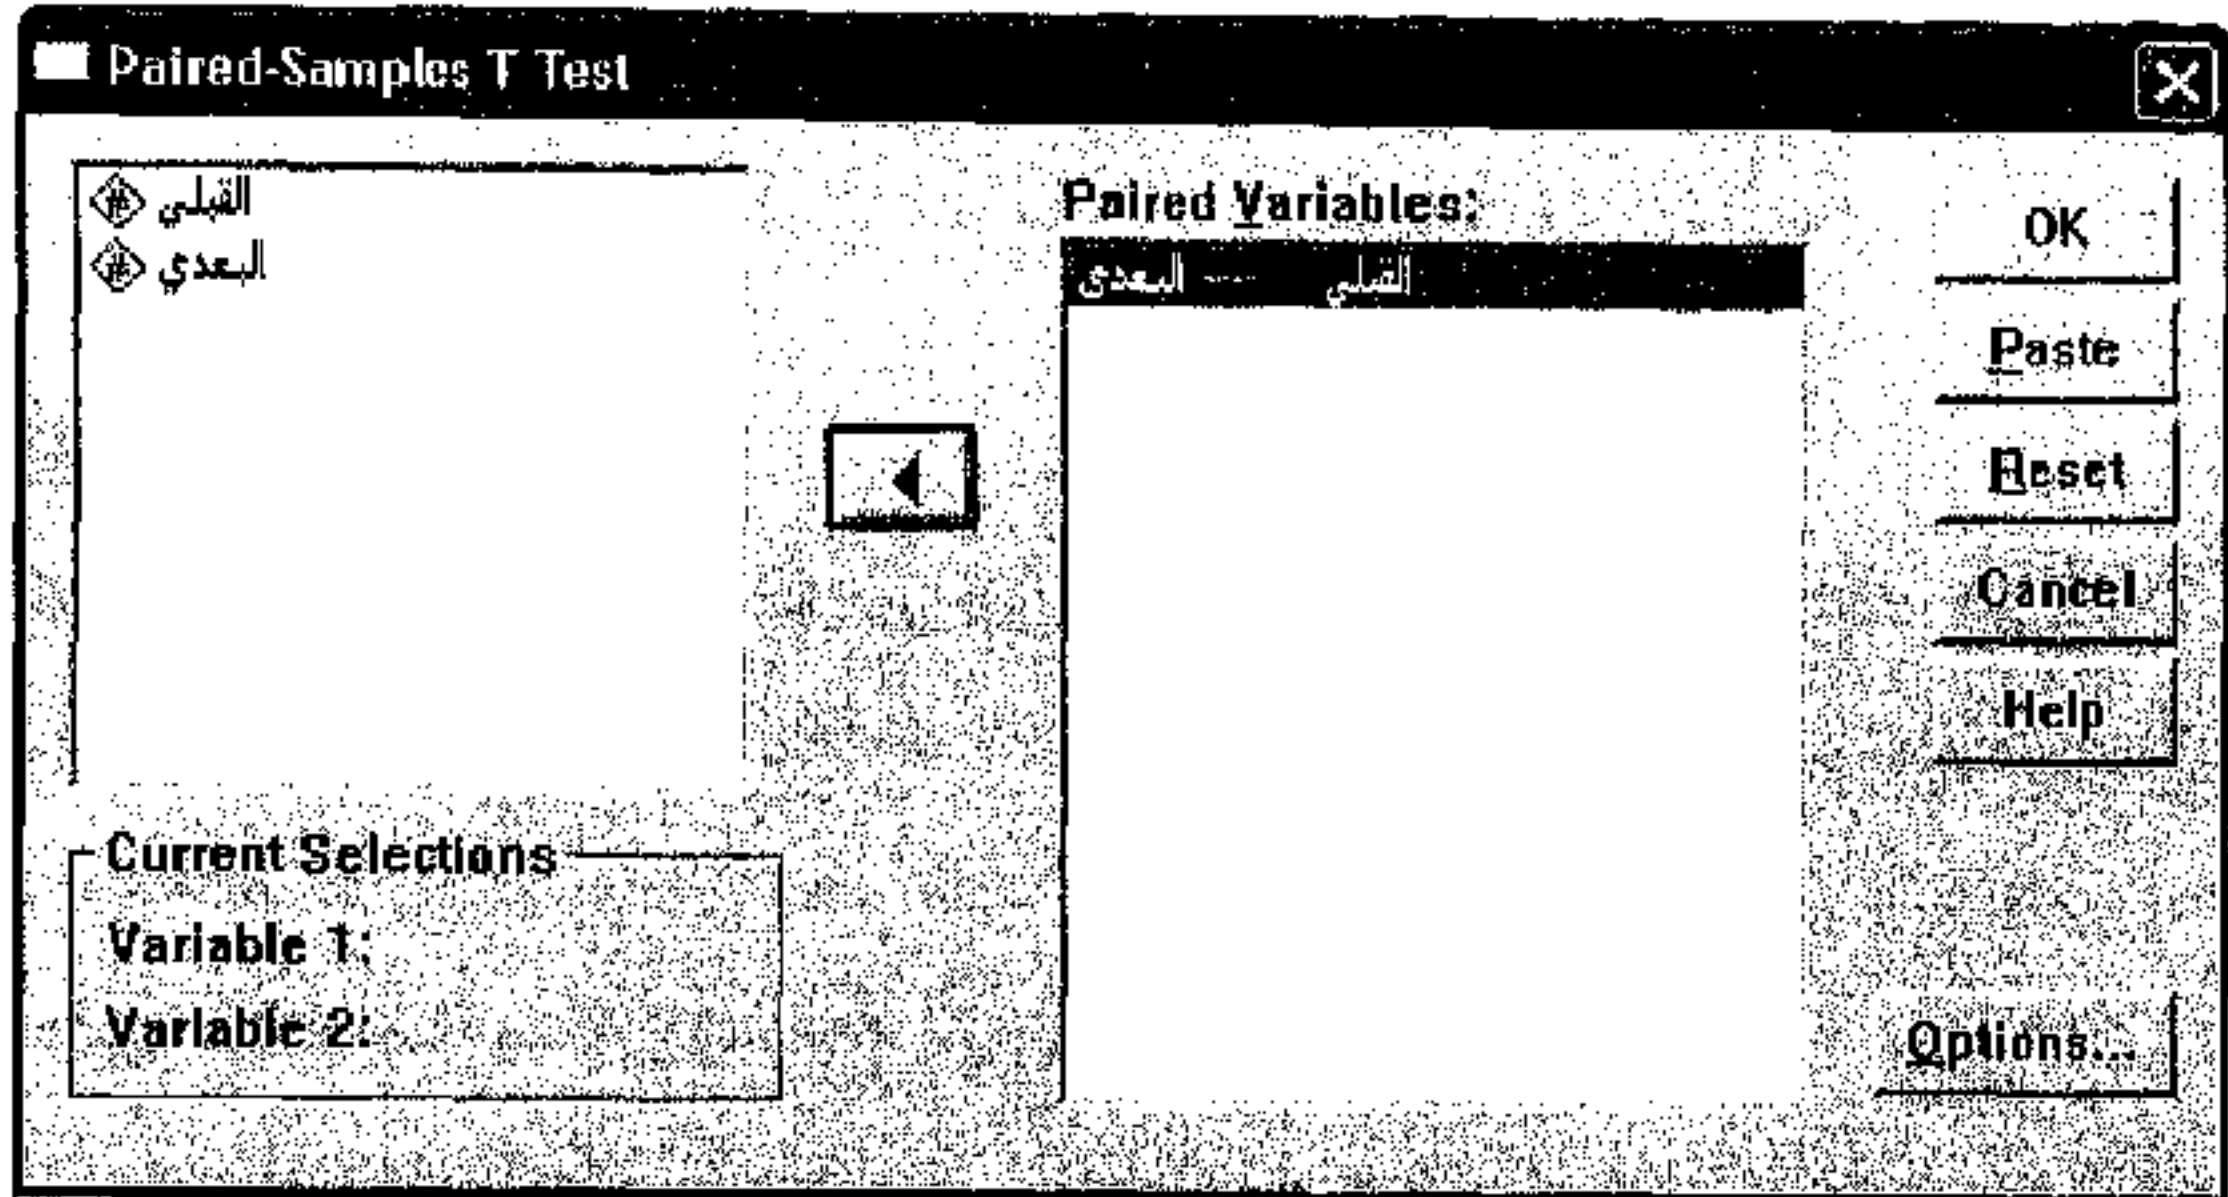 Paired-Samples T Test
القبلي
البعدي
Paired Variables:
البعدي -- القبلي
OK
Paste
Reset
Cancel
Help
Current Selections
Variable 1:
Variable 2:
Options...